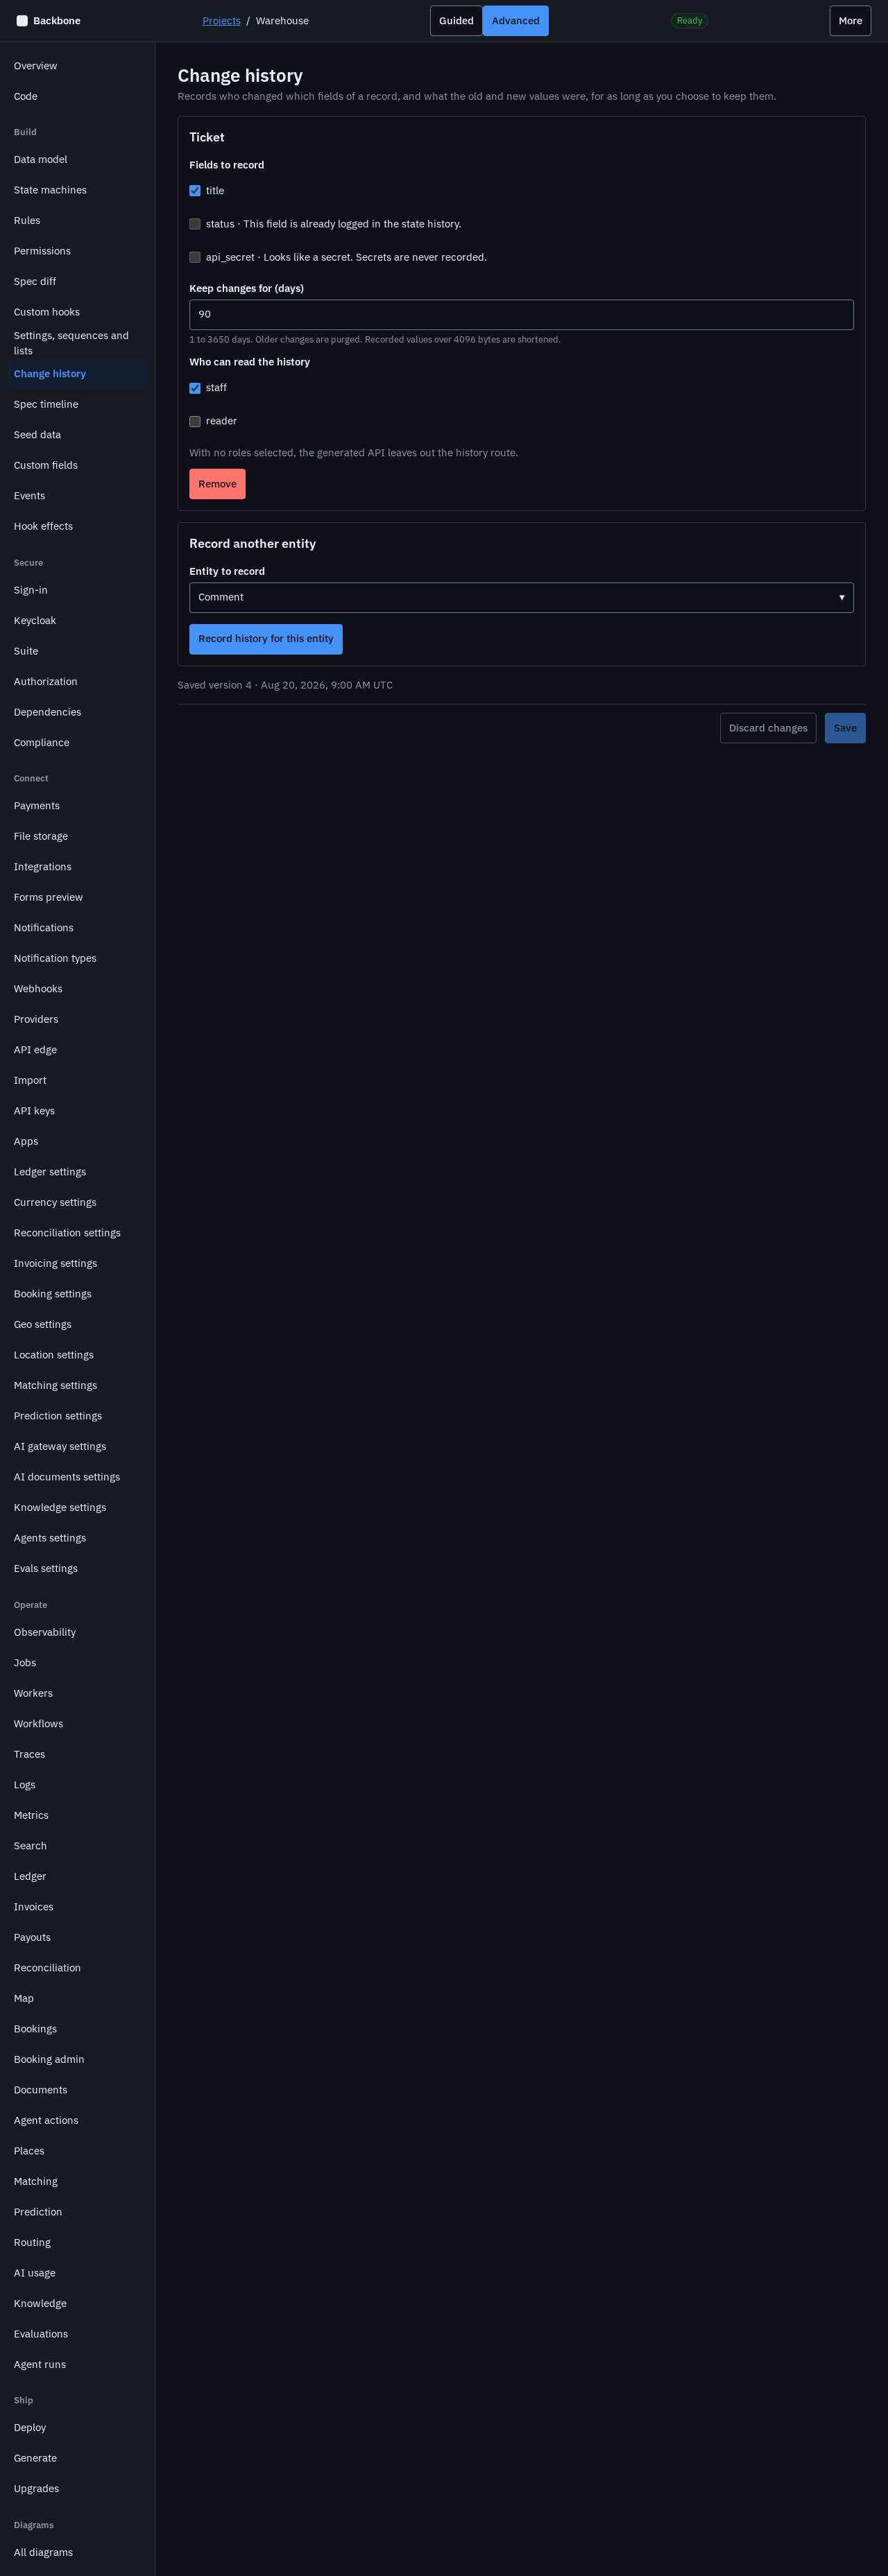 Backbone
Projects / Warehouse
Guided
Advanced
Ready
More
Overview
Code
Build
Data model
State machines
Rules
Permissions
Spec diff
Custom hooks
Settings, sequences and
lists
Change history
Spec timeline
Seed data
Custom fields
Events
Hook effects
Secure
Sign-in
Keycloak
Suite
Authorization
Dependencies
Compliance
Connect
Payments
File storage
Integrations
Forms preview
Notifications
Notification types
Webhooks
Providers
API edge
Import
API keys
Apps
Ledger settings
Currency settings
Reconciliation settings
Invoicing settings
Booking settings
Geo settings
Location settings
Matching settings
Prediction settings
AI gateway settings
AI documents settings
Knowledge settings
Agents settings
Evals settings
Operate
Observability
Jobs
Workers
Workflows
Traces
Logs
Metrics
Search
Ledger
Invoices
Payouts
Reconciliation
Map
Bookings
Booking admin
Documents
Agent actions
Places
Matching
Prediction
Routing
AI usage
Knowledge
Evaluations
Agent runs
Ship
Deploy
Generate
Upgrades
Diagrams
All diagrams
Change history
Records who changed which fields of a record, and what the old and new values were, for as long as you choose to keep them.
Ticket
Fields to record
title
status · This field is already logged in the state history.
api_secret · Looks like a secret. Secrets are never recorded.
Keep changes for (days)
90
1 to 3650 days. Older changes are purged. Recorded values over 4096 bytes are shortened.
Who can read the history
staff
reader
With no roles selected, the generated API leaves out the history route.
Remove
Record another entity
Entity to record
Comment
Record history for this entity
Saved version 4 · Aug 20, 2026, 9:00 AM UTC
Discard changes
Save